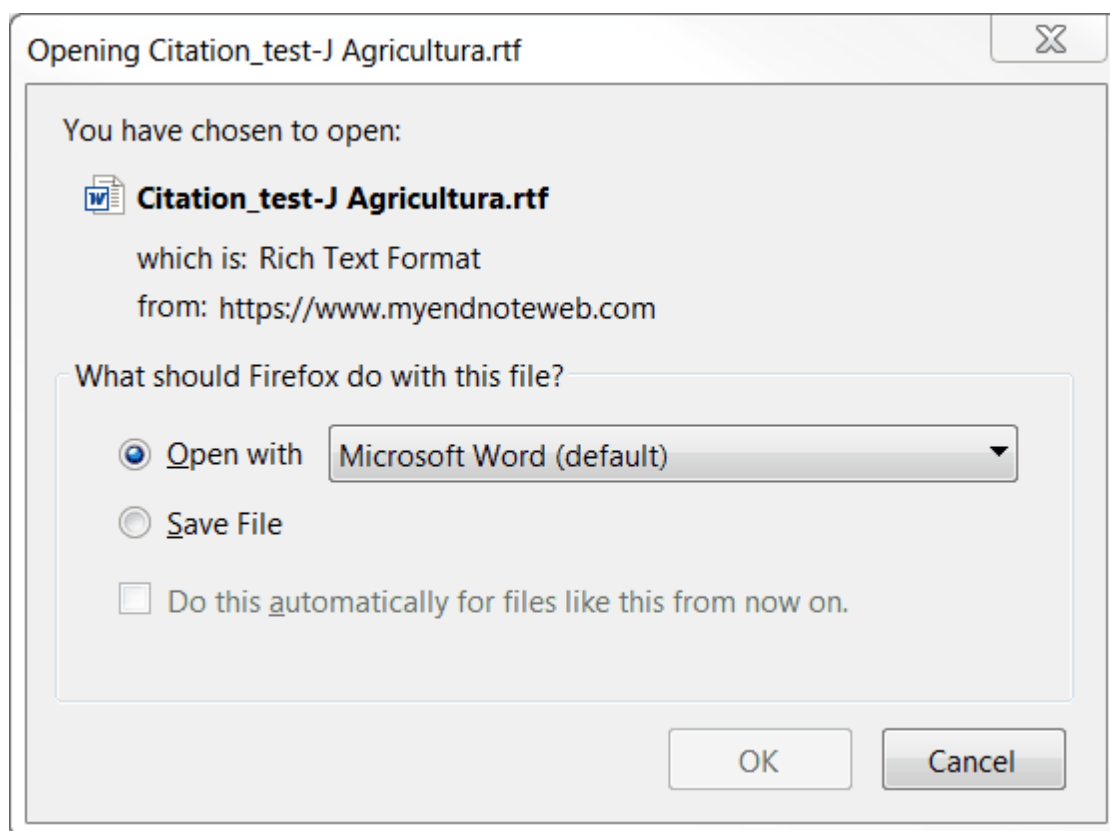 Opening Citation_test-J Agricultura.rtf
You have chosen to open:
Citation_test-J Agricultura.rtf
which is: Rich Text Format
from: https://www.myendnoteweb.com
What should Firefox do with this file?
Open with Microsoft Word (default)
Save File
Do this automatically for files like this from now on.
OK Cancel